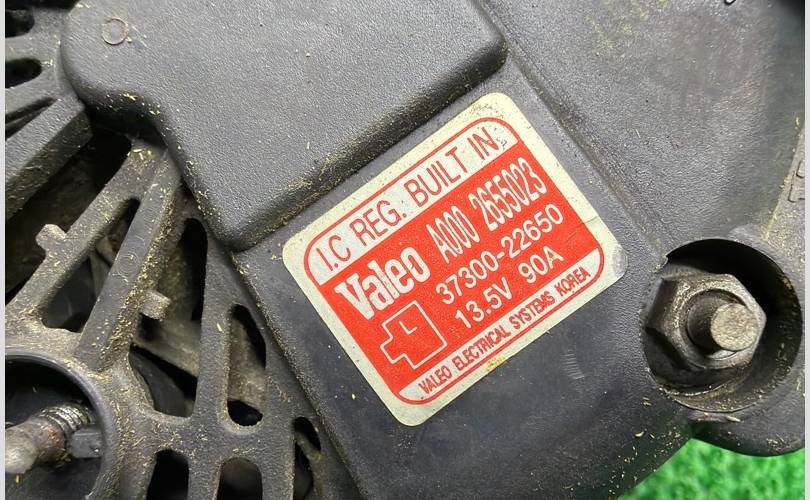 I.C REG. BUILT IN
Valeo A000 2655023
37300-22650
13.5V 90A
VALEO ELECTRICAL SYSTEMS KOREA